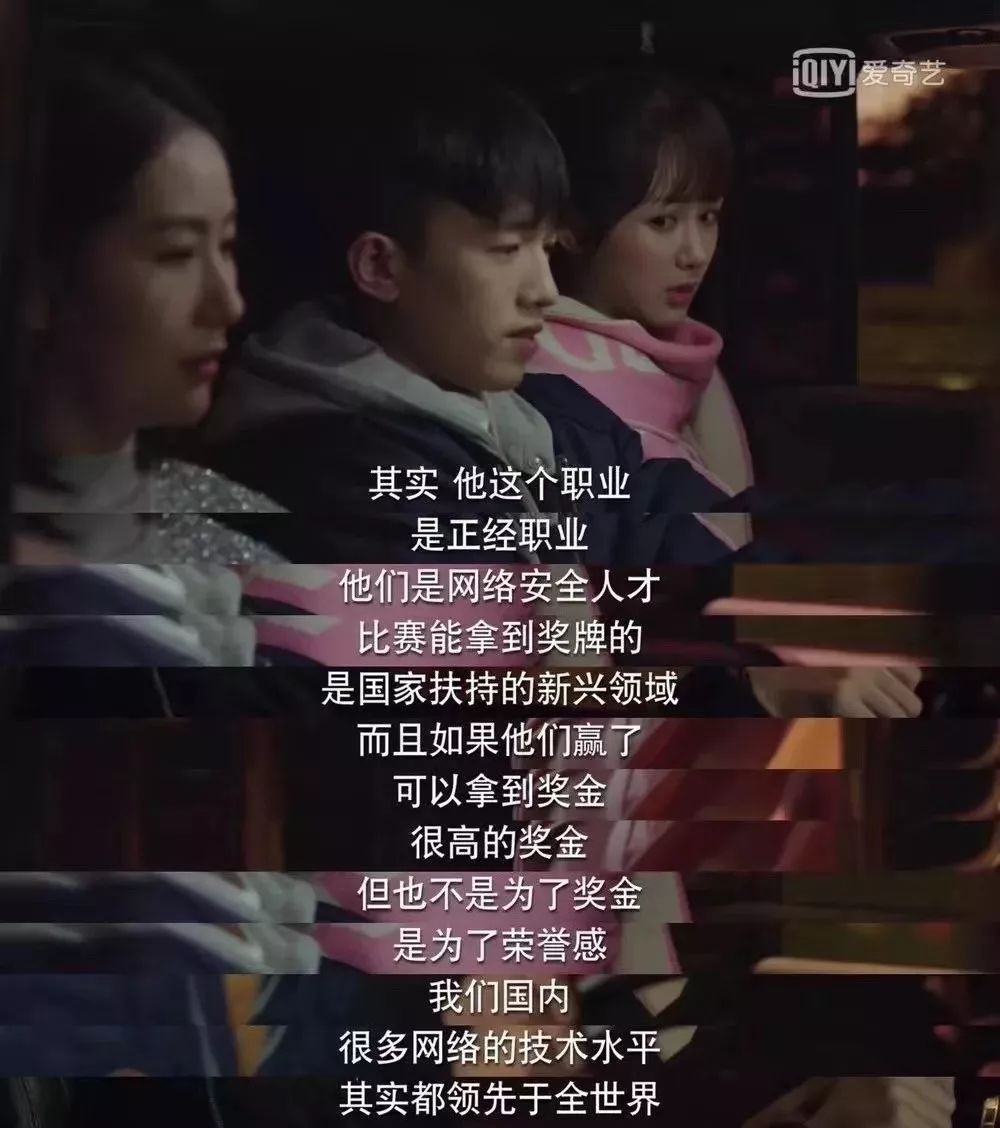 iQIYI 爱奇艺
其实 他这个职业
是正经职业
他们是网络安全人才
比赛能拿到奖牌的
是国家扶持的新兴领域
而且如果他们赢了
可以拿到奖金
很高的奖金
但也不是为了奖金
是为了荣誉感
我们国内
很多网络的技术水平
其实都领先于全世界